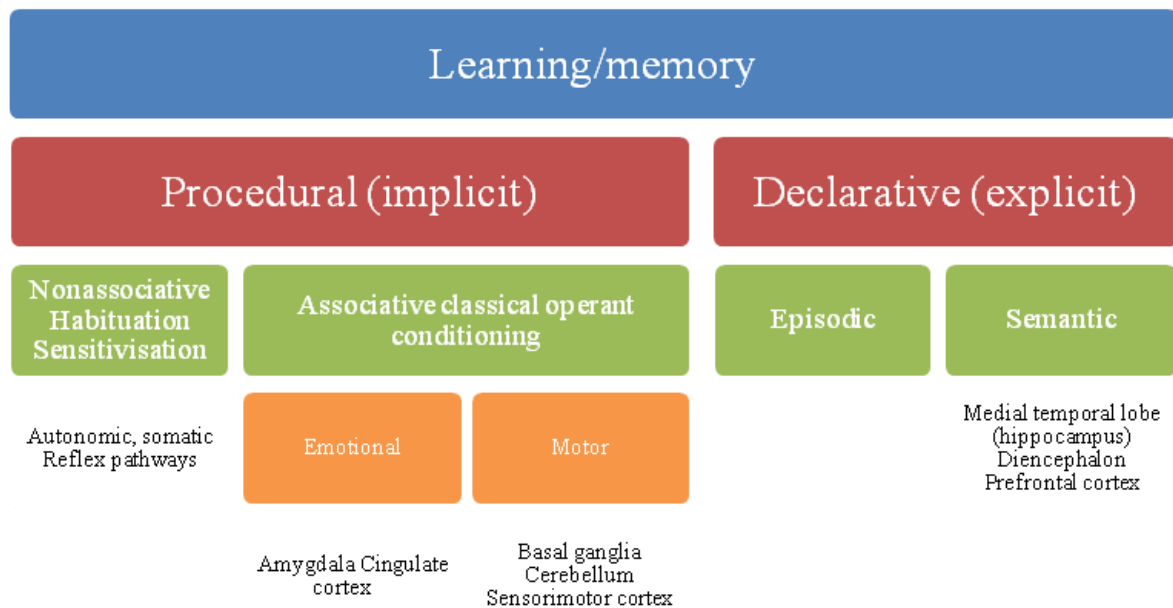 Learning/memory
Procedural (implicit)
Declarative (explicit)
Nonassociative
Habituation
Sensitivisation
Associative classical operant
conditioning
Episodic
Semantic
Autonomic, somatic
Reflex pathways
Emotional
Motor
Medial temporal lobe
(hippocampus)
Diencephalon
Prefrontal cortex
Amygdala Cingulate
cortex
Basal ganglia
Cerebellum
Sensorimotor cortex